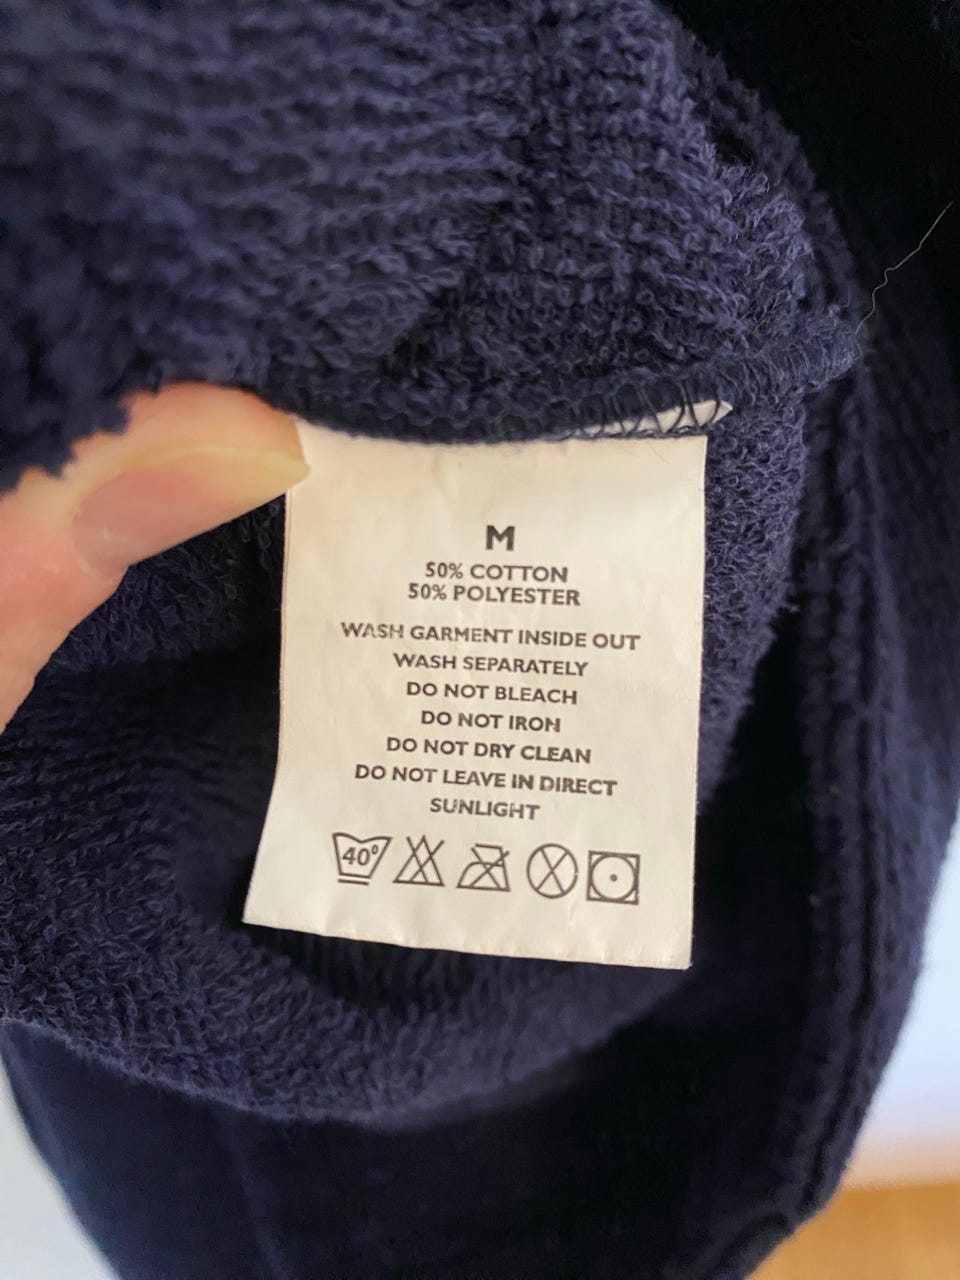 M
50% COTTON
50% POLYESTER
WASH GARMENT INSIDE OUT
WASH SEPARATELY
DO NOT BLEACH
DO NOT IRON
DO NOT DRY CLEAN
DO NOT LEAVE IN DIRECT
SUNLIGHT
40°